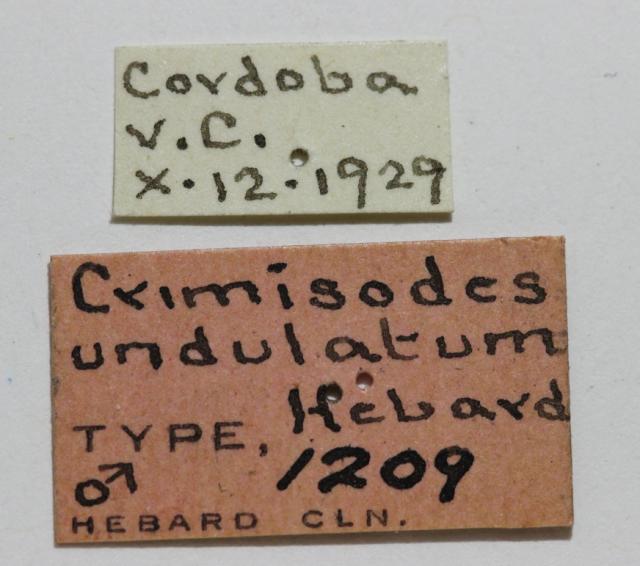 Cordoba
V.C.
X.12.1929
Crimisodes
undulatum
Hebard
TYPE,
♂ 1209
HEBARD CLN.